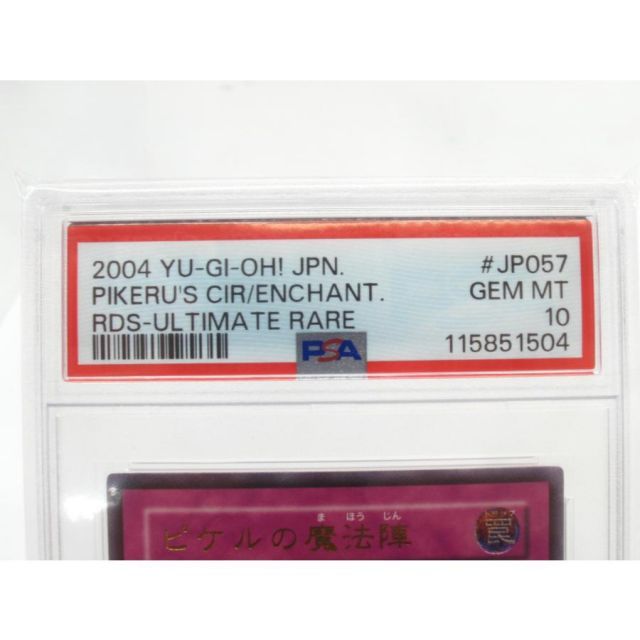 2004 YU-GI-OH! JPN. #JP057
PIKERU'S CIR/ENCHANT. GEM MT
RDS-ULTIMATE RARE 10
PSA 115851504
ピケルの魔法陣
ま ほう じん
罠